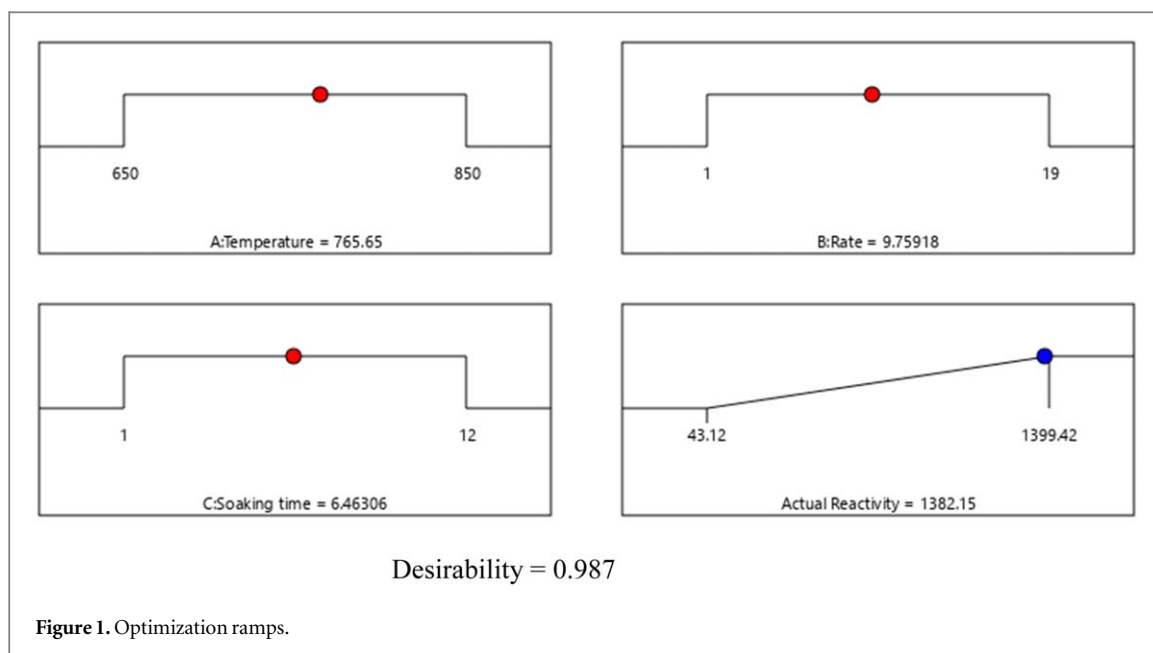 650 850
A:Temperature = 765.65
1 19
B:Rate = 9.75918
1 12
C:Soaking time = 6.46306
43.12 1399.42
Actual Reactivity = 1382.15
Desirability = 0.987
Figure 1. Optimization ramps.